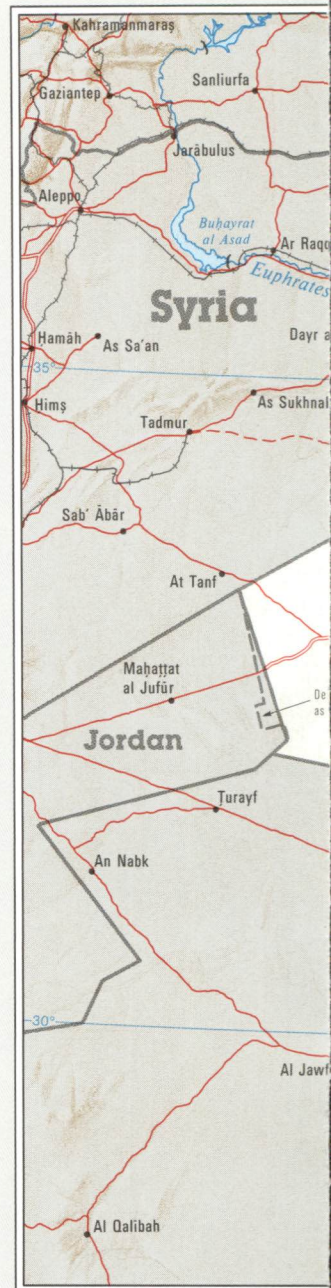 Kahramanmaraş
Gaziantep
Sanliurfa
Jarābulus
Aleppo
Buḩayrat
al Asad
Ar Raqq
Euphrates
Syria
Dayr a
Ḩamāh
As Sa'an
35°
Ḩimş
As Sukhnal
Tadmur
Sab' Ābār
At Tanf
Maḩaţţat
al Jufūr
De
as
Jordan
Ţurayf
An Nabk
30°
Al Jawf
Al Qalibah